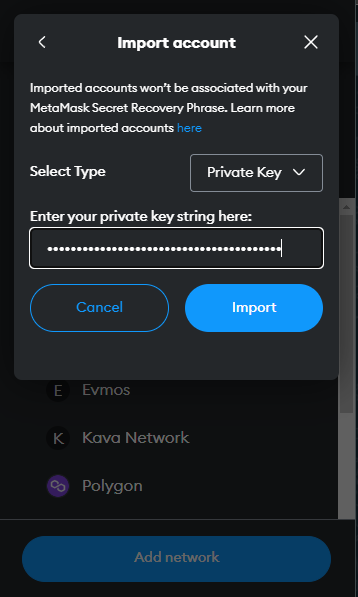 Import account
Imported accounts won't be associated with your
MetaMask Secret Recovery Phrase. Learn more
about imported accounts here
Select Type
Private Key
Enter your private key string here:
••••••••••••••••••••••••••••••••••••••••
Cancel
Import
E Evmos
K Kava Network
Polygon
Add network